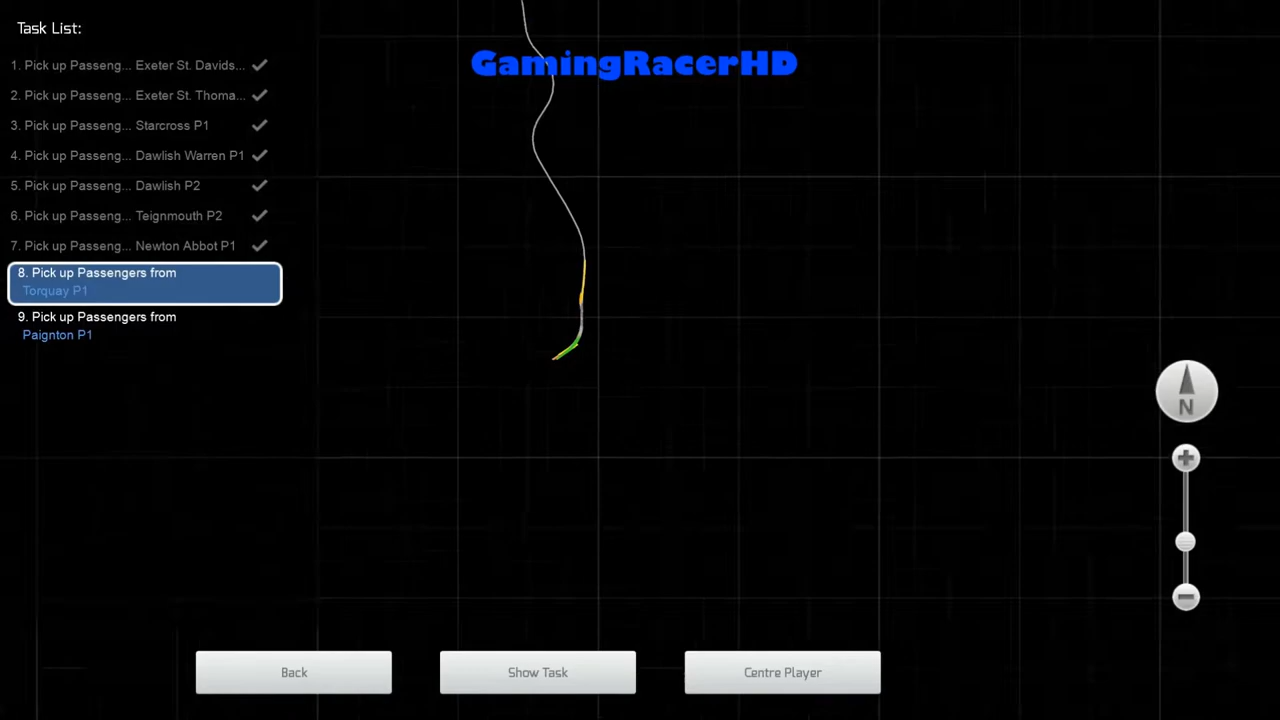 Task List:
GamingRacerHD
1. Pick up Passeng... Exeter St. Davids...
2. Pick up Passeng... Exeter St. Thoma...
3. Pick up Passeng... Starcross P1
4. Pick up Passeng... Dawlish Warren P1
5. Pick up Passeng... Dawlish P2
6. Pick up Passeng... Teignmouth P2
7. Pick up Passeng... Newton Abbot P1
8. Pick up Passengers from
Torquay P1
9. Pick up Passengers from
Paignton P1
N
Back
Show Task
Centre Player